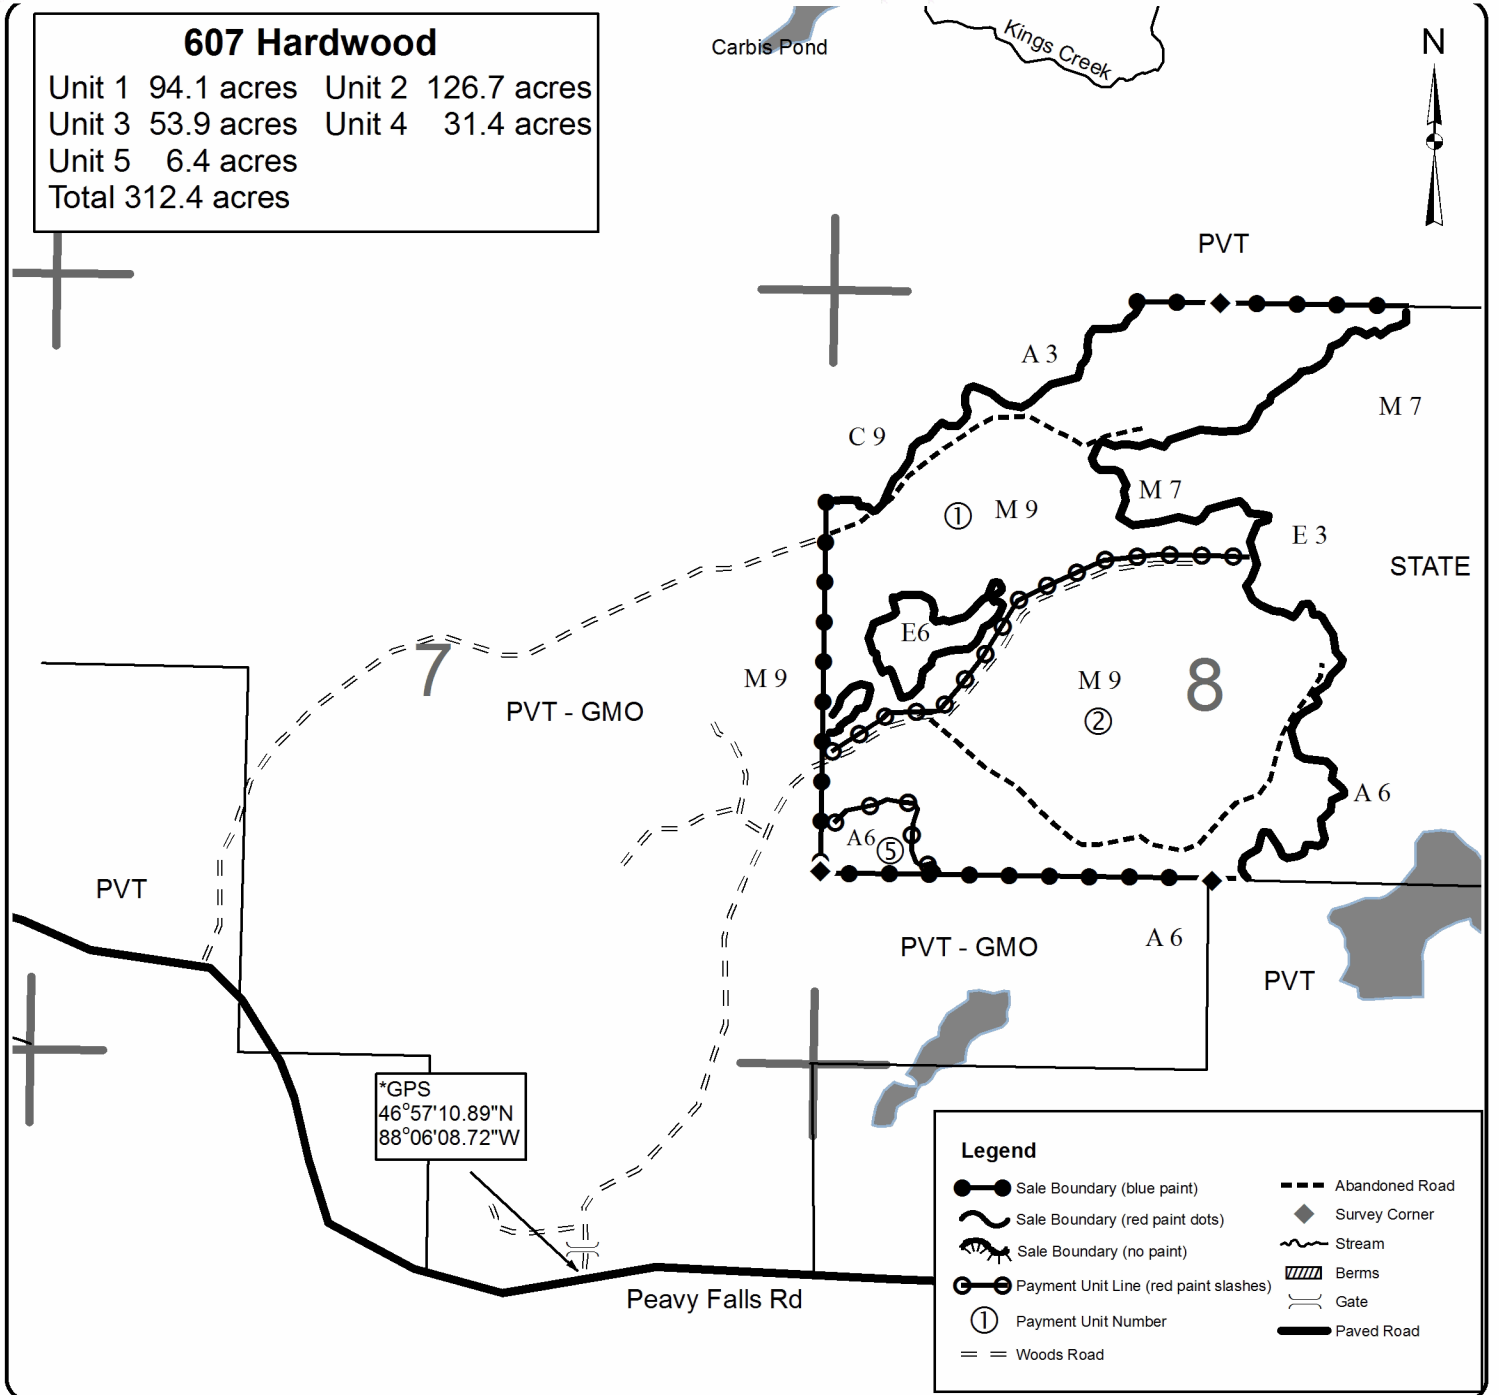 607 Hardwood
Unit 1 94.1 acres Unit 2 126.7 acres
Unit 3 53.9 acres Unit 4 31.4 acres
Unit 5 6.4 acres
Total 312.4 acres
Carbis Pond
Kings Creek
N
PVT
A 3
M 7
C 9
M 7
1 M 9
E 3
STATE
E6
7
M 9
M 9
8
PVT - GMO
2
A 6
A6
5
PVT
A 6
PVT - GMO
PVT
*GPS
46°57'10.89"N
88°06'08.72"W
Peavy Falls Rd
Legend
Sale Boundary (blue paint)
Sale Boundary (red paint dots)
Sale Boundary (no paint)
Payment Unit Line (red paint slashes)
1 Payment Unit Number
Woods Road
Abandoned Road
Survey Corner
Stream
Berms
Gate
Paved Road